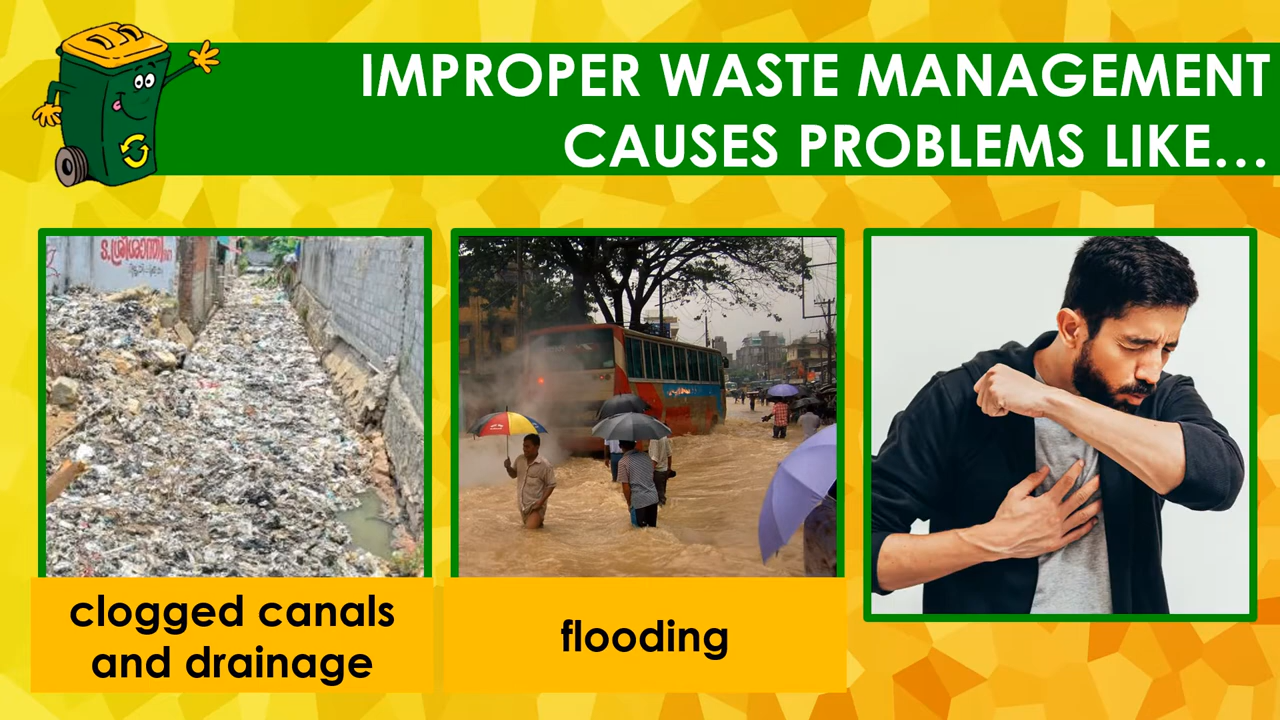 IMPROPER WASTE MANAGEMENT
CAUSES PROBLEMS LIKE…
clogged canals
and drainage
flooding